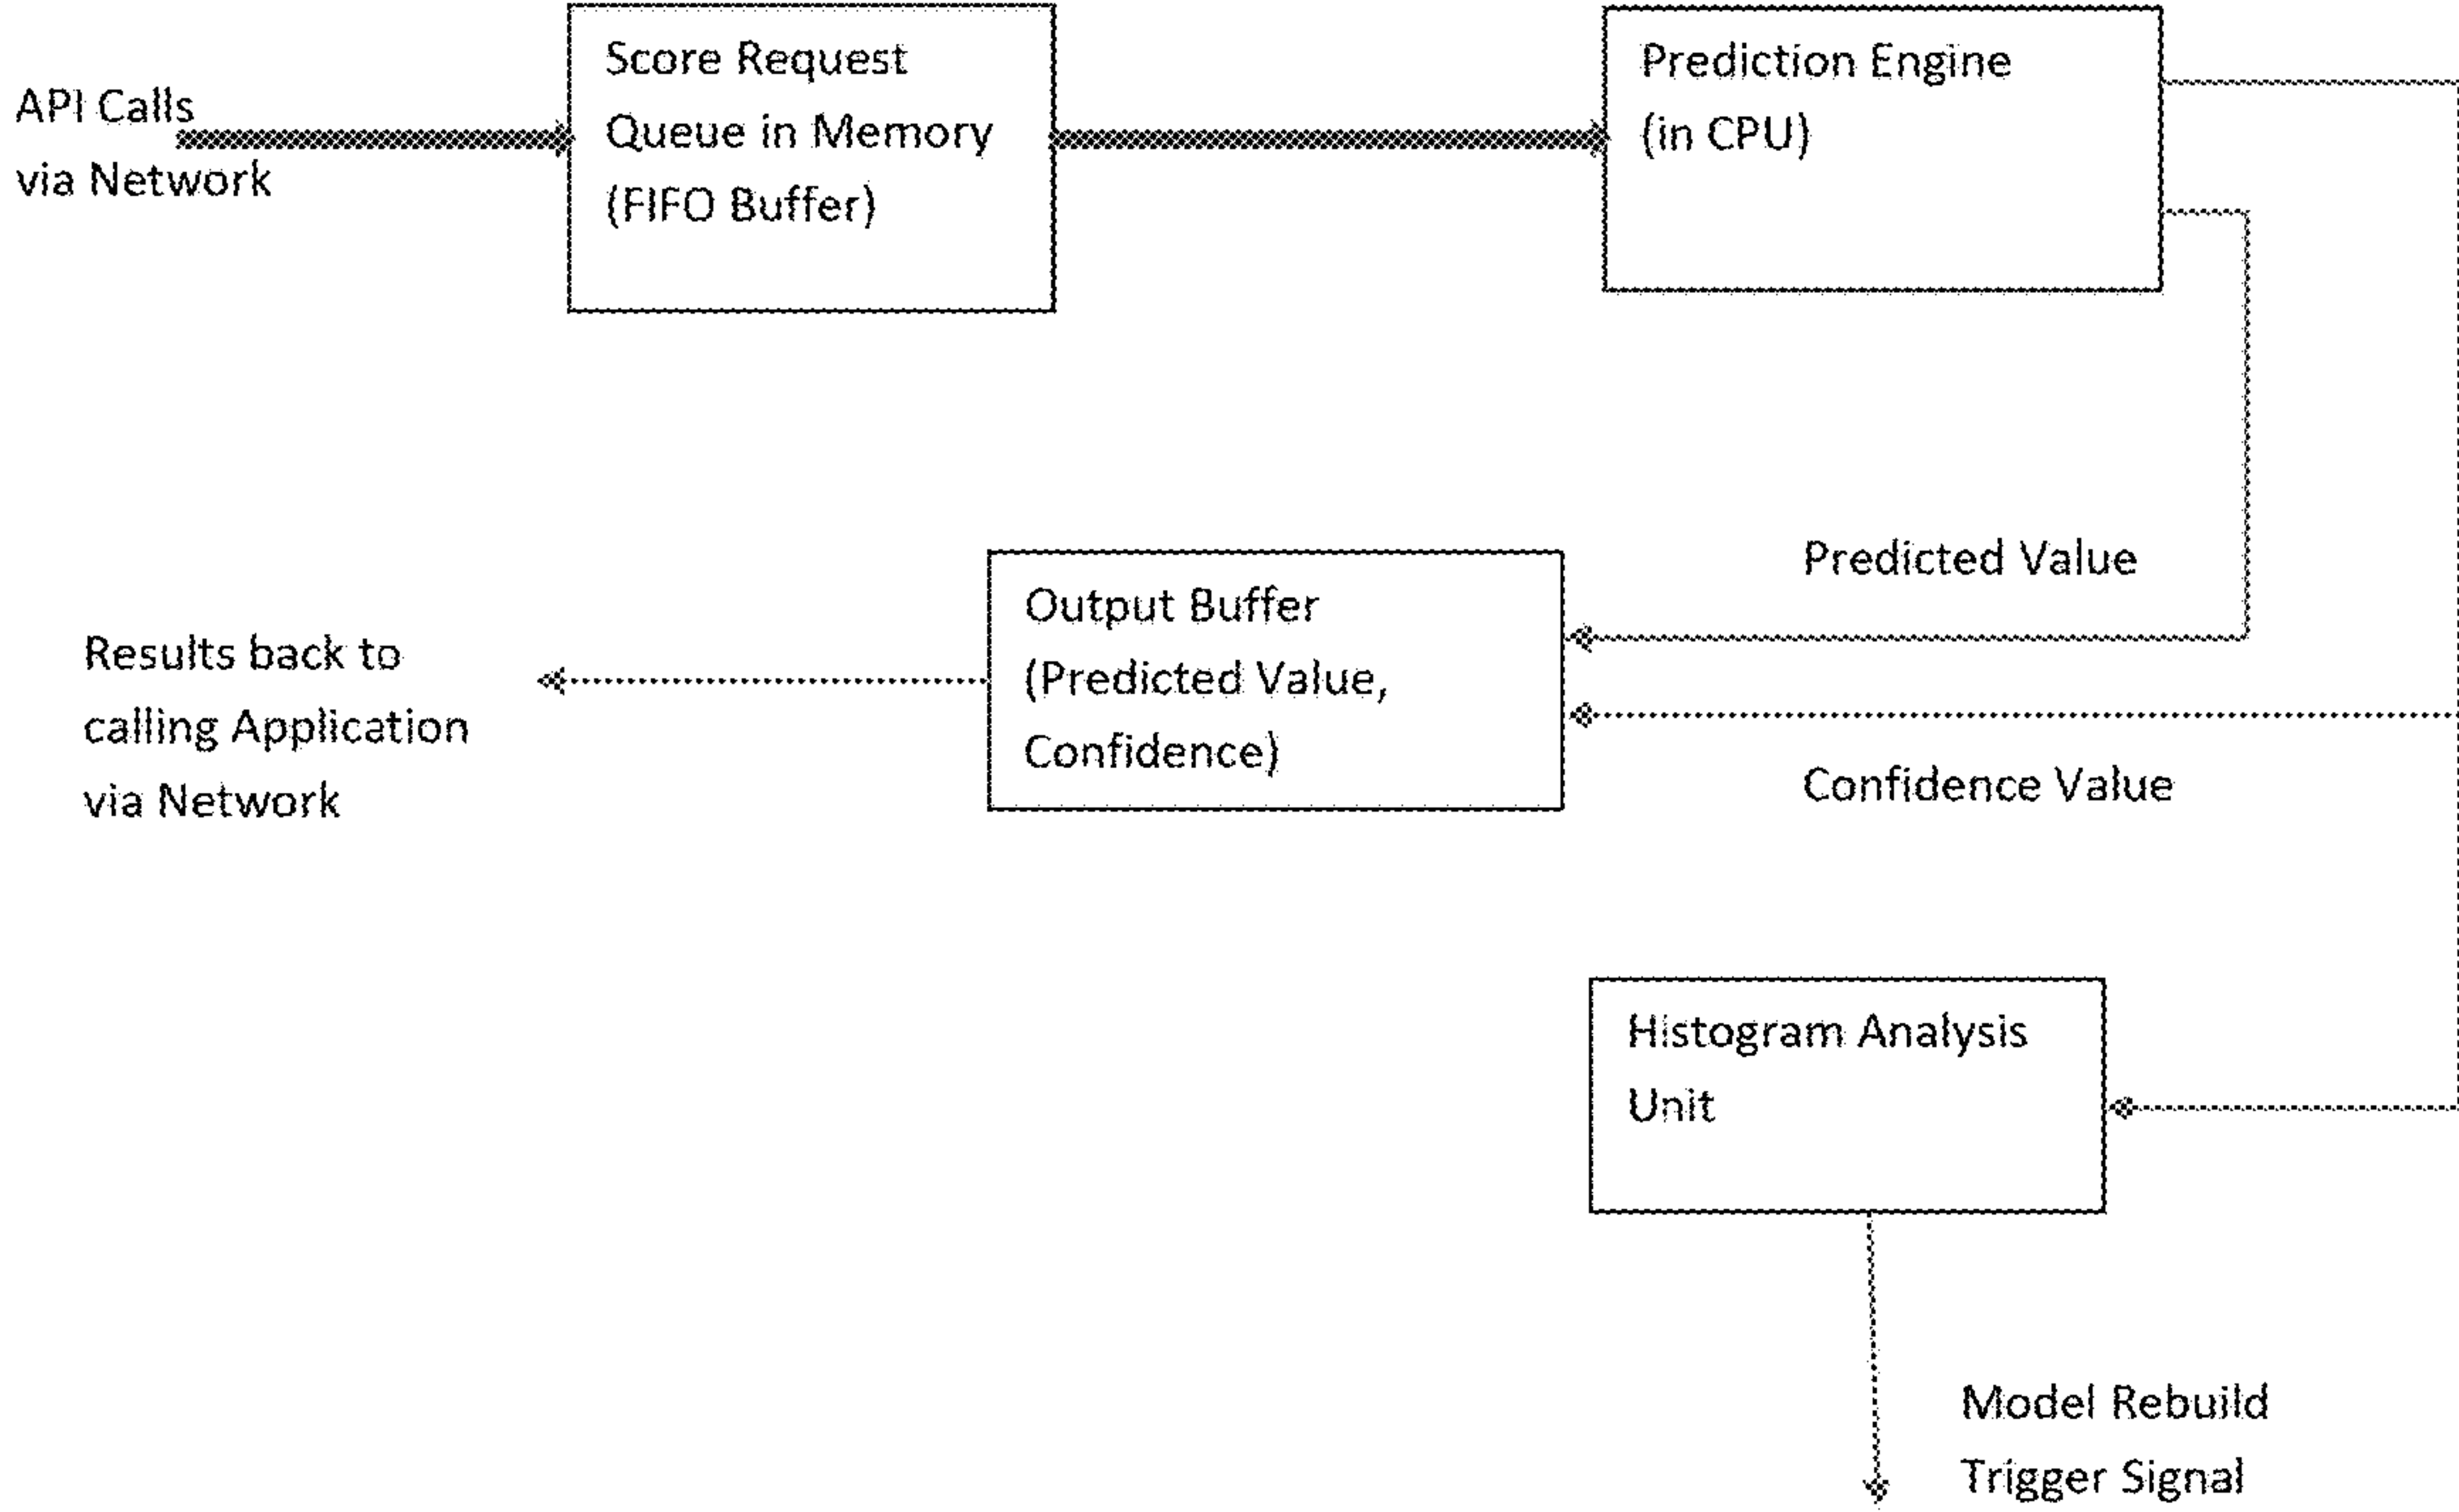 API Calls
via Network
Score Request
Queue in Memory
(FIFO Buffer)
Prediction Engine
(in CPU)
Predicted Value
Output Buffer
(Predicted Value,
Confidence)
Results back to
calling Application
via Network
Confidence Value
Histogram Analysis
Unit
Model Rebuild
Trigger Signal